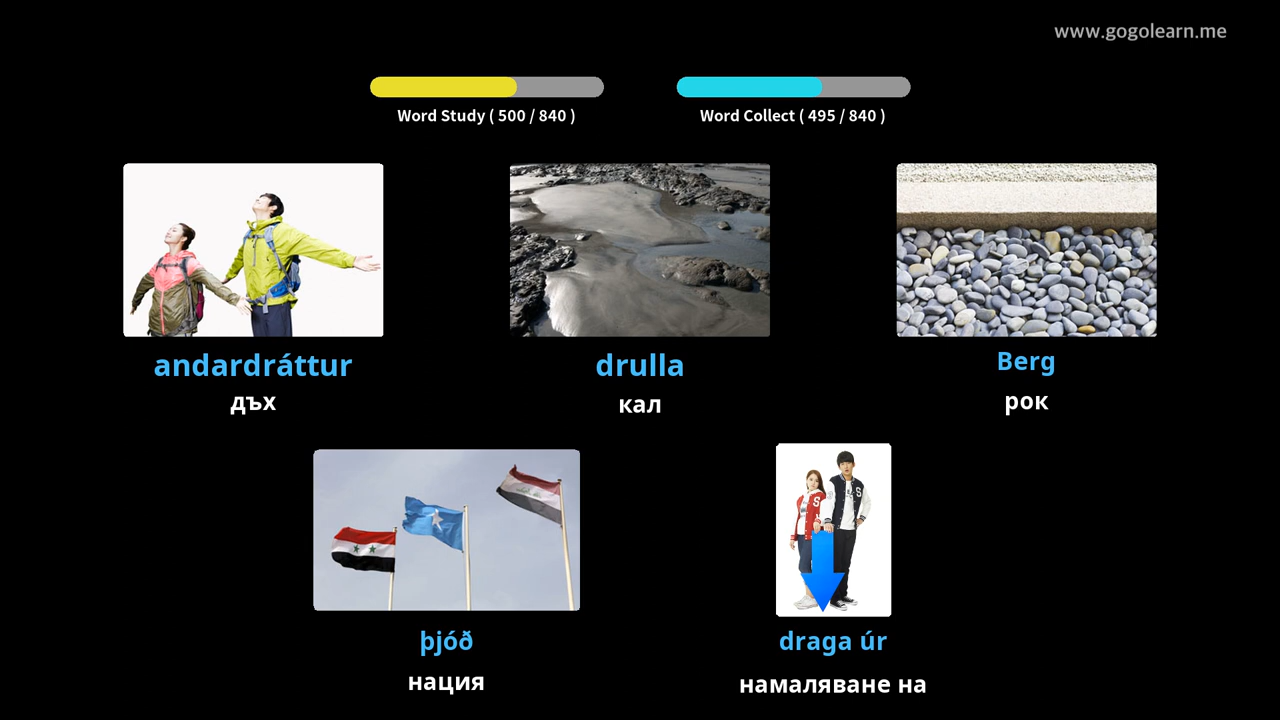 www.gogolearn.me
Word Study ( 500 / 840 )
Word Collect ( 495 / 840 )
andardráttur
drulla
Berg
дъх
кал
рок
S
S
þjóð
draga úr
нация
намаляване на